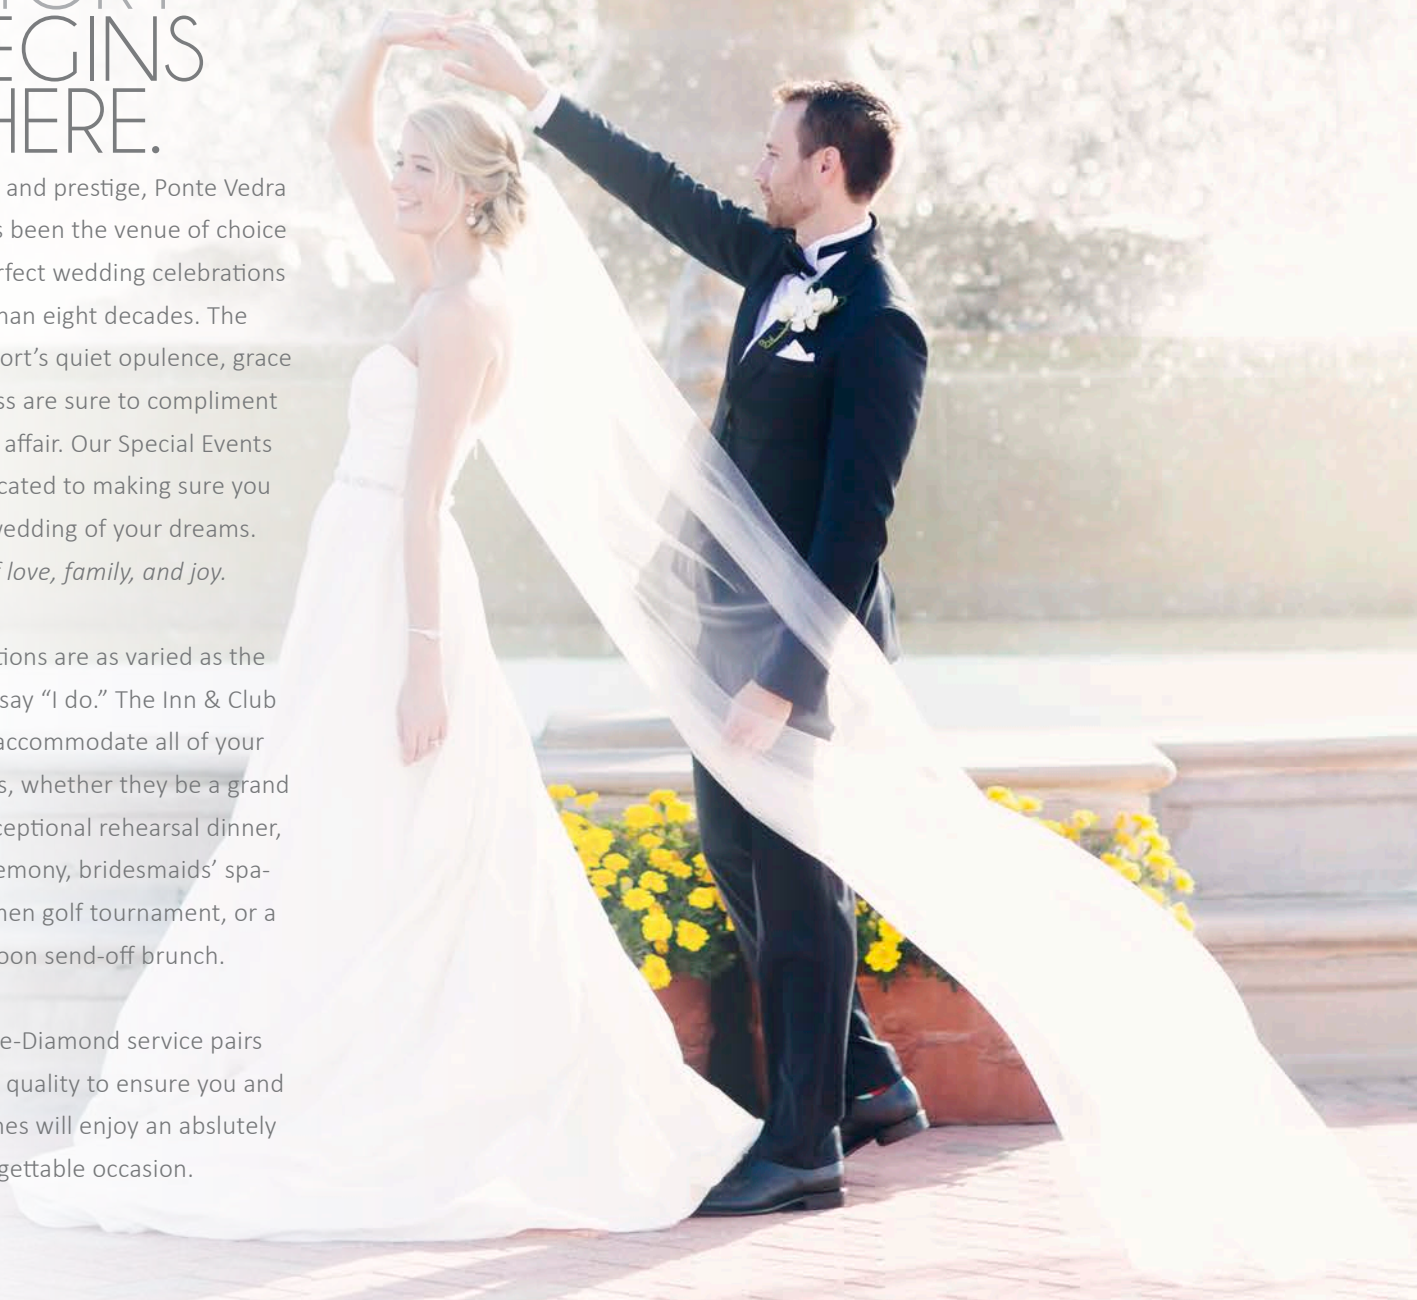 EGINS
HERE.
and prestige, Ponte Vedra
been the venue of choice
rfect wedding celebrations
han eight decades. The
ort’s quiet opulence, grace
ss are sure to compliment
affair. Our Special Events
cated to making sure you
wedding of your dreams.
love, family, and joy.
tions are as varied as the
say “I do.” The Inn & Club
accommodate all of your
s, whether they be a grand
ceptional rehearsal dinner,
emony, bridesmaids’ spa-
men golf tournament, or a
oon send-off brunch.
e-Diamond service pairs
quality to ensure you and
nes will enjoy an abslutely
gettable occasion.